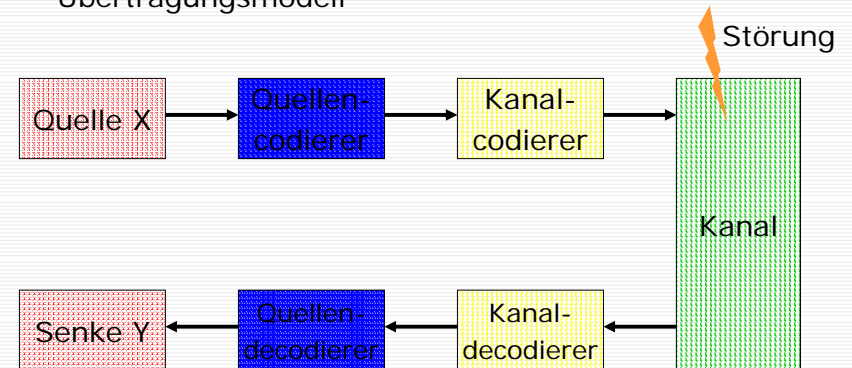 Übertragungsmodell
Störung
Quelle X
Quellen-
codierer
Kanal-
codierer
Kanal
Senke Y
Quellen-
decodierer
Kanal-
decodierer